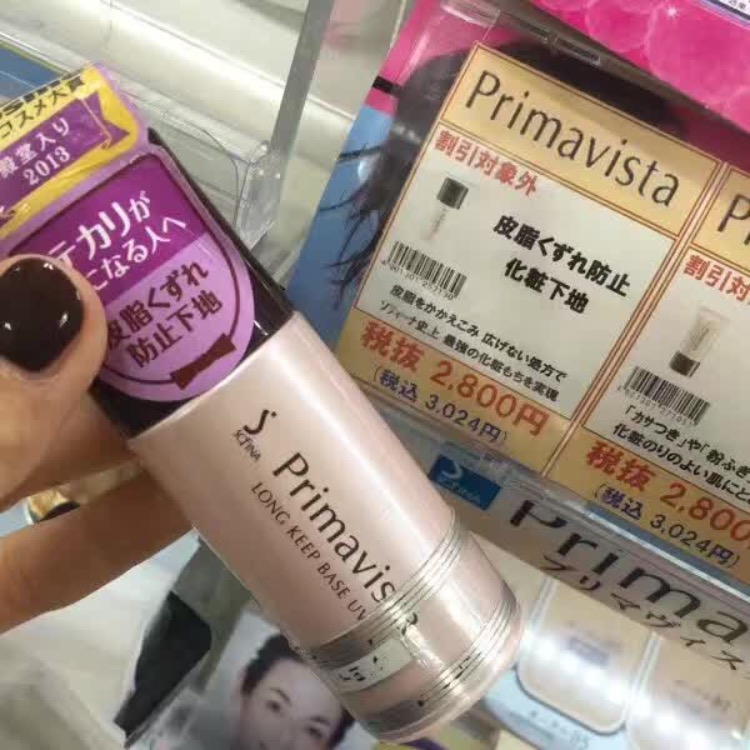 コスメ大賞
殿堂入り
2013
テカリが
になる人へ
皮脂くずれ
防止下地
SOFINA
Primavis
LONG KEEP BASE UV
Primavista
割引対象外
皮脂くずれ防止
化粧下地
皮脂をかかえこみ 広げない処方で
ソフィーナ史上 最強の化粧もちを実現
税抜 2,800円
(税込 3,024円)
割引対
「カサつき」や「粉ふき
化粧のりのよい肌にと
税抜 2,800
(税込 3,024円)
Prima
プリマヴィス